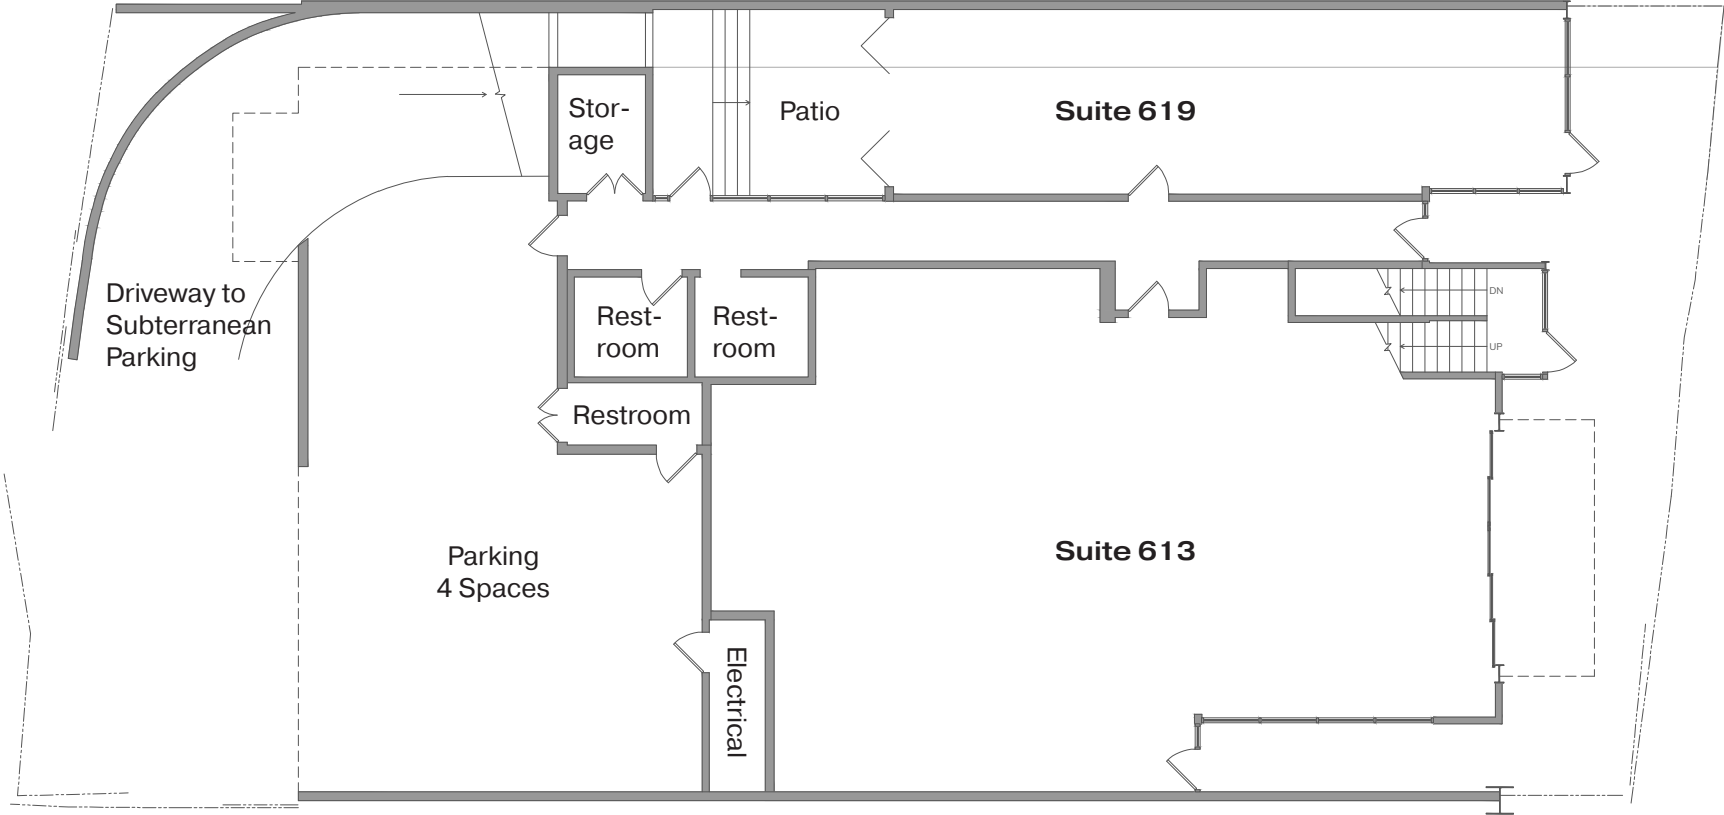 Stor-
age
Patio
Suite 619
Driveway to
Subterranean
Parking
Rest-
room
Rest-
room
DN
UP
Restroom
Parking
4 Spaces
Suite 613
Electrical